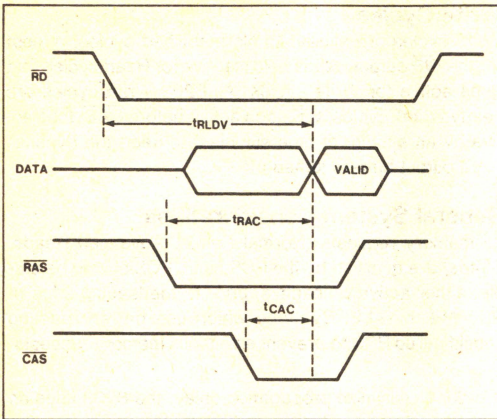 RD
tRLDV
DATA
VALID
tRAC
RAS
tCAC
CAS